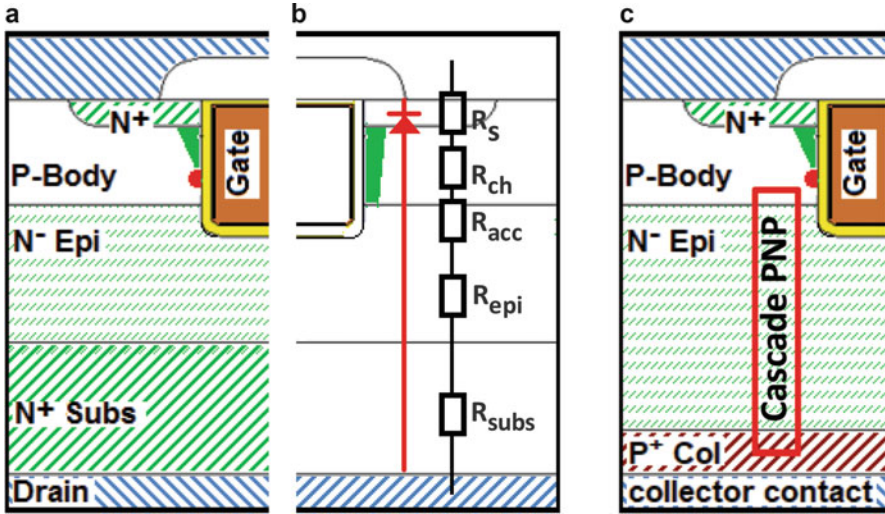 a
N+
P-Body
Gate
N- Epi
N+ Subs
Drain
b
Rs
Rch
Racc
Repi
Rsubs
c
N+
P-Body
Gate
N- Epi
Cascade PNP
P+ Col
collector contact